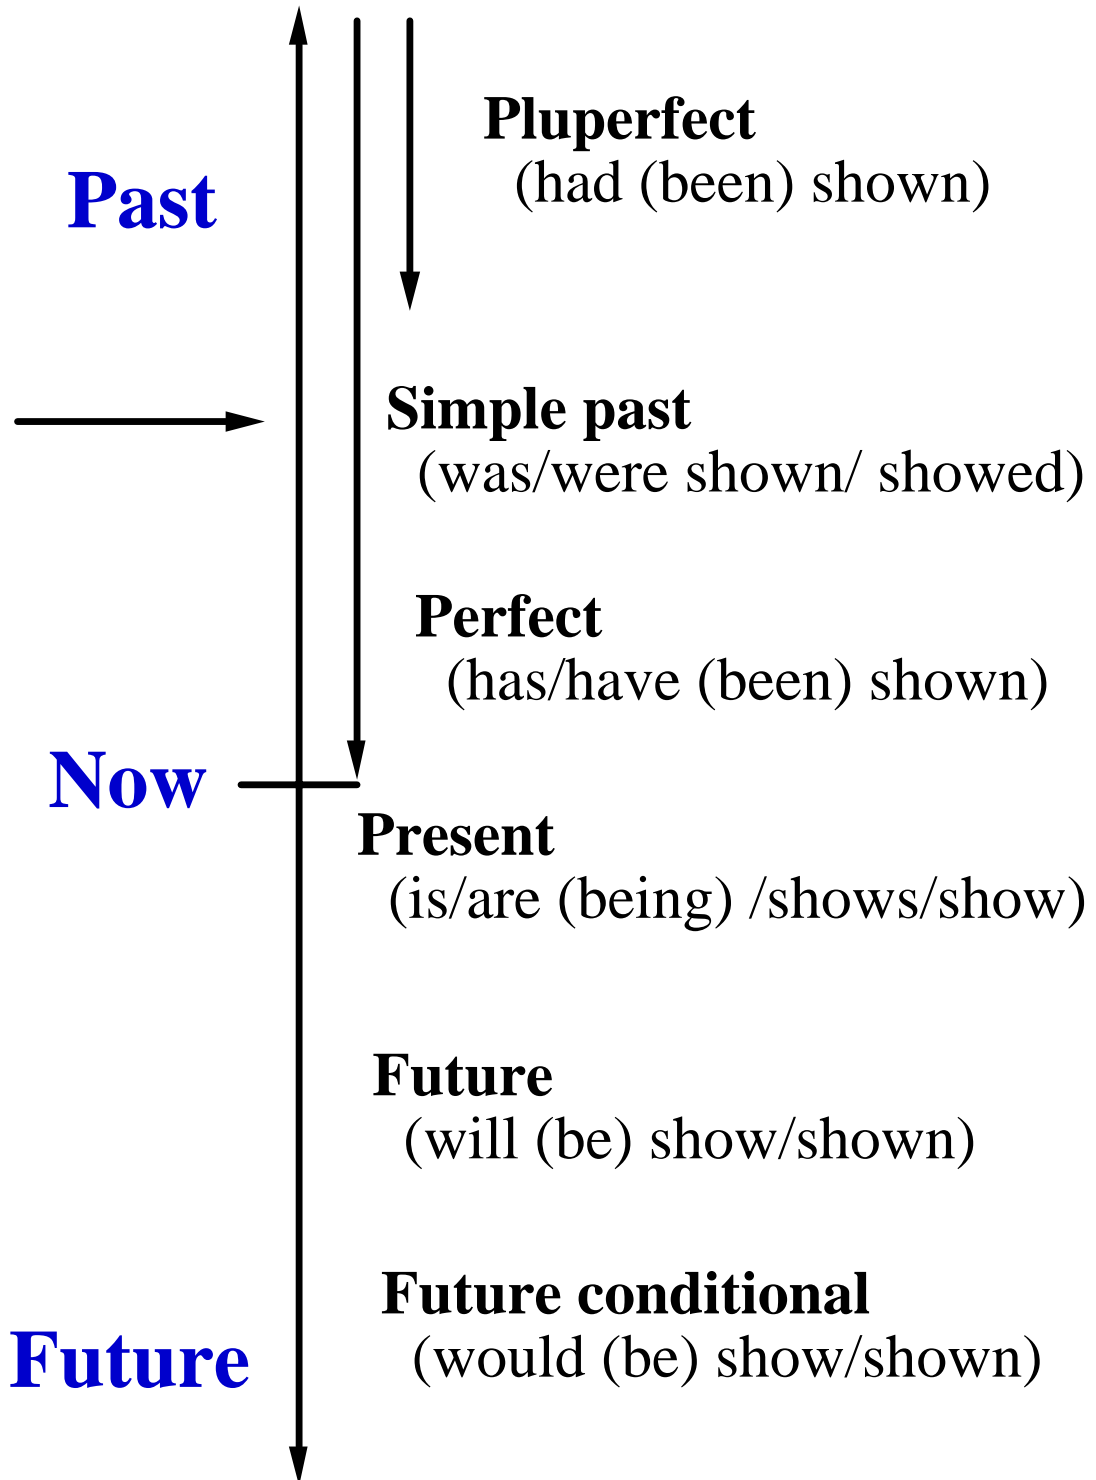 Pluperfect
(had (been) shown)
Past
Simple past
(was/were shown/ showed)
Perfect
(has/have (been) shown)
Now
Present
(is/are (being) /shows/show)
Future
(will (be) show/shown)
Future conditional
(would (be) show/shown)
Future